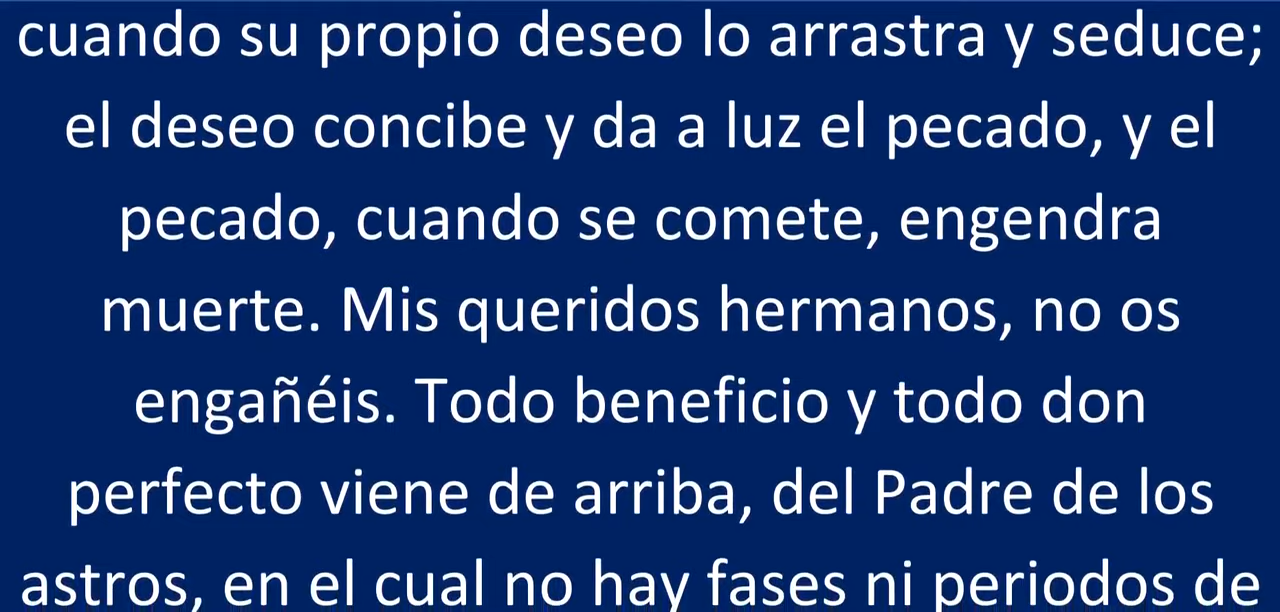 cuando su propio deseo lo arrastra y seduce;
el deseo concibe y da a luz el pecado, y el
pecado, cuando se comete, engendra
muerte. Mis queridos hermanos, no os
engañéis. Todo beneficio y todo don
perfecto viene de arriba, del Padre de los
astros, en el cual no hay fases ni periodos de